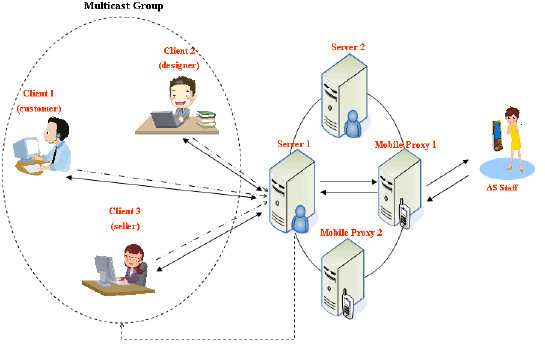 Multicast Group
Client 2
(designer)
Server 2
Client 1
(customer)
Server 1
Mobile Proxy 1
AS Staff
Client 3
(seller)
Mobile Proxy 2